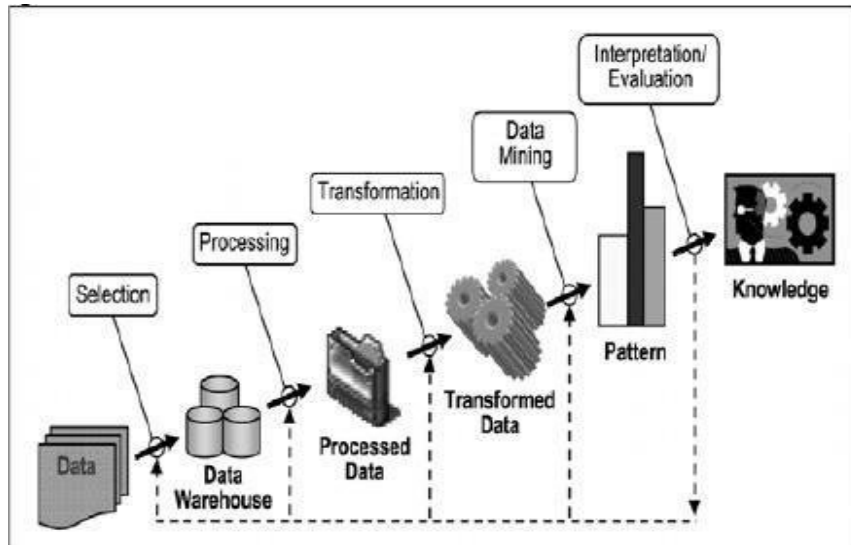 Interpretation/
Evaluation
Data
Mining
Transformation
Processing
Selection
Data
Data
Warehouse
Processed
Data
Transformed
Data
Pattern
Knowledge